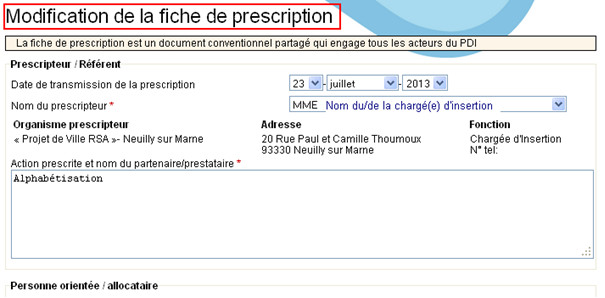 Modification de la fiche de prescription
La fiche de prescription est un document conventionnel partagé qui engage tous les acteurs du PDI
Prescripteur / Référent
Date de transmission de la prescription 23 - juillet - 2013
Nom du prescripteur * MME Nom du/de la chargé(e) d'insertion
Organisme prescripteur Adresse Fonction
« Projet de Ville RSA »- Neuilly sur Marne 20 Rue Paul et Camille Thoumoux Chargée d'Insertion
93330 Neuilly sur Marne N° tel:
Action prescrite et nom du partenaire/prestataire *
Alphabétisation
Personne orientée / allocataire